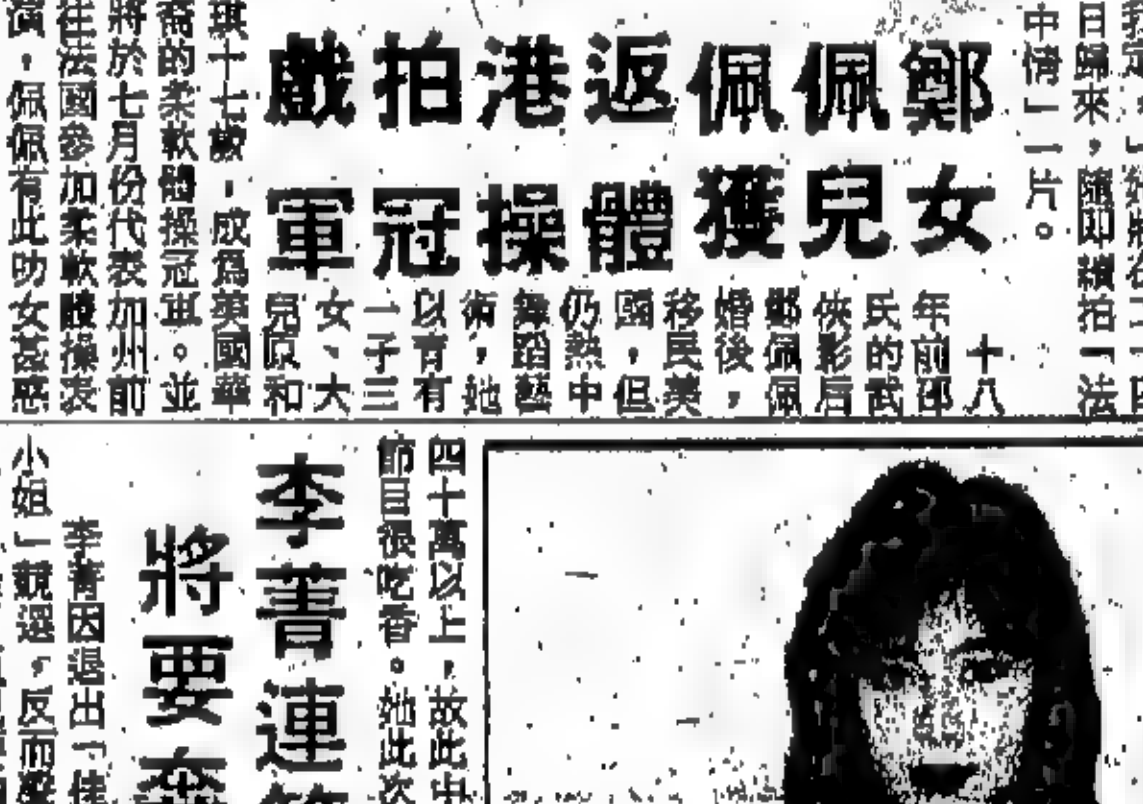 日歸來，隨即續拍「法
中情」一片。
鄭佩佩返港拍戲
女兒獲體操冠軍
十八
年前邵
氏的武
俠影后
鄭佩佩
婚後，
移民美
國，但
仍熱中
舞蹈藝
術，她
以育有
一子三
女、大
兒原和
琪十七歲，成爲美國華
裔的柔軟體操冠軍。並
將於七月份代表加州前
往法國參加柔軟體操表
演，佩佩有此叻女甚感
四十萬以上，故此中
節目很吃香。她此次
李菁連
將要
李菁因退出「佳
小姐」競選，反而